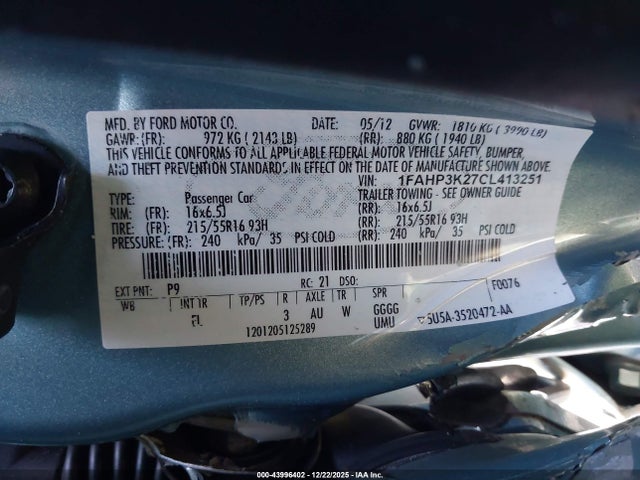 MFD. BY FORD MOTOR CO. DATE: 05/12 GVWR: 1810 KG ( 3990 LB)
GAWR: (FR): 972 KG ( 2143 LB) (RR): 880 KG ( 1940 LB)
THIS VEHICLE CONFORMS TO ALL APPLICABLE FEDERAL MOTOR VEHICLE SAFETY, BUMPER,
AND THEFT PREVENTION STANDARDS IN EFFECT ON THE DATE OF MANUFACTURE SHOWN ABOVE.
VIN: 1FAHP3K27CL413251
TYPE: Passenger Car TRAILER TOWING - SEE OWNER GUIDE
RIM: (FR): 16x6.5J (RR): 16x6.5J
TIRE: (FR): 215/55R16 93H (RR): 215/55R16 93H
PRESSURE: (FR): 240 kPa/ 35 PSI COLD (RR): 240 kPa/ 35 PSI COLD
EXT PNT: P9 RC: 21 DSO: F0076
WB INT TR TP/PS R AXLE TR SPR
FL 3 AU W GGGG 5U5A-3520472-AA
UMU
1201205125289
000-43996402 - 12/22/2025 - IAA Inc.